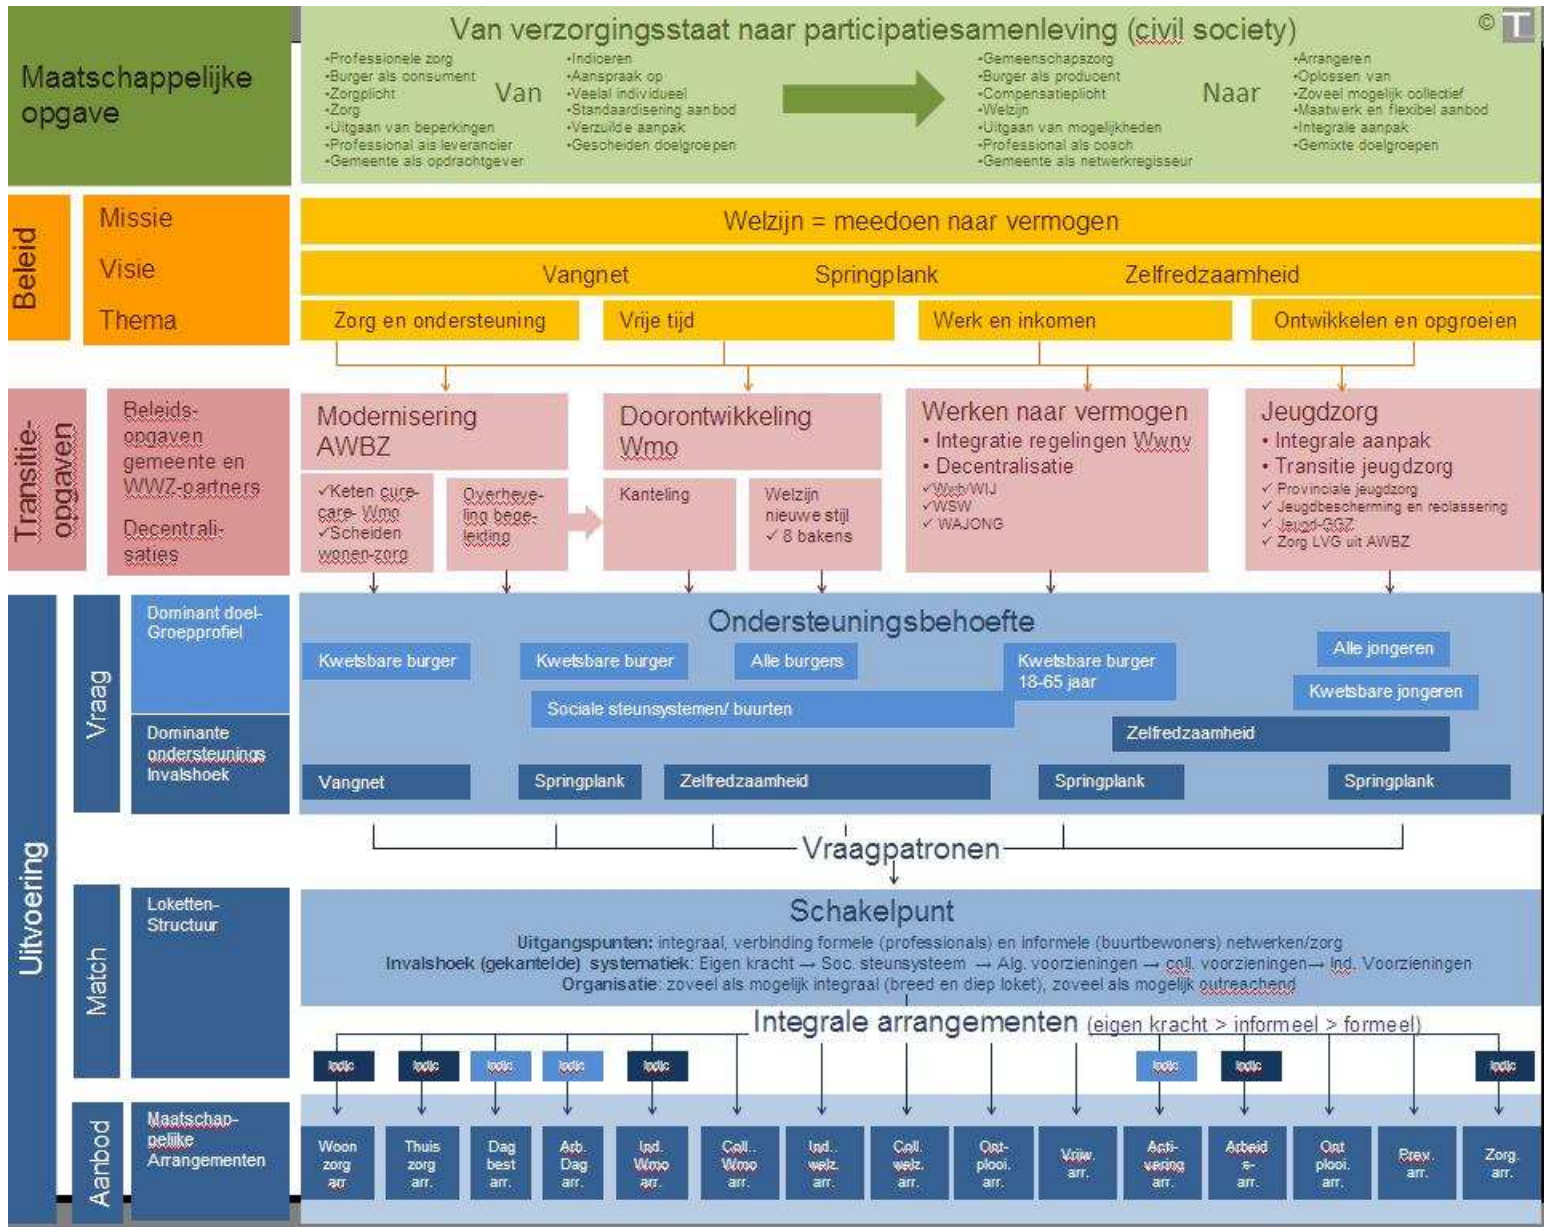 Maatschappelijke
opgave
Van verzorgingsstaat naar participatiesamenleving (civil society)
© T
•Professionele zorg
•Burger als consument
•Zorgplicht
•Zorg
•Uitgaan van beperkingen
•Professional als leverancier
•Gemeente als opdrachtgever
Van
•Indiceren
•Aanspraak op
•Veelal individueel
•Standaardisering aanbod
•Verzuilde aanpak
•Gescheiden doelgroepen
•Gemeenschapszorg
•Burger als producent
•Compensatieplicht
•Welzijn
•Uitgaan van mogelijkheden
•Professional als coach
•Gemeente als netwerkregisseur
Naar
•Arrangeren
•Oplossen van
•Zoveel mogelijk collectief
•Maatwerk en flexibel aanbod
•Integrale aanpak
•Gemixte doelgroepen
Beleid
Missie
Visie
Thema
Welzijn = meedoen naar vermogen
Vangnet Springplank Zelfredzaamheid
Zorg en ondersteuning Vrije tijd Werk en inkomen Ontwikkelen en opgroeien
Transitie-
opgaven
Beleids-
opgaven
gemeente en
WWZ-partners
Decentrali-
saties
Modernisering
AWBZ
✓Keten cure-
care- Wmo
✓Scheiden
wonen-zorg
Overheve-
ling bege-
leiding
Doorontwikkeling
Wmo
Kanteling
Welzijn
nieuwe stijl
✓ 8 bakens
Werken naar vermogen
• Integratie regelingen Wwnv
• Decentralisatie
✓Wwb/WIJ
✓WSW
✓ WAJONG
Jeugdzorg
• Integrale aanpak
• Transitie jeugdzorg
✓ Provinciale jeugdzorg
✓ Jeugdbescherming en reclassering
✓ Jeugd-GGZ
✓ Zorg LVG uit AWBZ
Uitvoering
Vraag
Dominant doel-
Groepprofiel
Dominante
ondersteunings
Invalshoek
Ondersteuningsbehoefte
Kwetsbare burger
Kwetsbare burger
Alle burgers
Kwetsbare burger
18-65 jaar
Alle jongeren
Kwetsbare jongeren
Sociale steunsystemen/ buurten
Zelfredzaamheid
Vangnet
Springplank
Zelfredzaamheid
Springplank
Springplank
Vraagpatronen
Match
Loketten-
Structuur
Schakelpunt
Uitgangspunten: integraal, verbinding formele (professionals) en informele (buurtbewoners) netwerken/zorg
Invalshoek (gekantelde) systematiek: Eigen kracht → Soc. steunsysteem → Alg. voorzieningen → coll. voorzieningen→ Ind. Voorzieningen
Organisatie: zoveel als mogelijk integraal (breed en diep loket), zoveel als mogelijk outreachend
Integrale arrangementen (eigen kracht > informeel > formeel)
Indic Indic Indic Indic Indic Indic Indic Indic
Aanbod
Maatschap-
pelijke
Arrangementen
Woon
zorg
arr
Thuis
zorg
arr.
Dag
best
arr.
Arb.
Dag
arr.
Ind.
Wmo
arr.
Coll..
Wmo
arr.
Ind..
welz.
arr.
Coll.
welz.
arr.
Ont-
plooi.
arr.
Vrijw.
arr.
Acti-
vering
arr.
Arbeid
s-
arr.
Ont
plooi.
arr.
Prev.
arr.
Zorg.
arr.